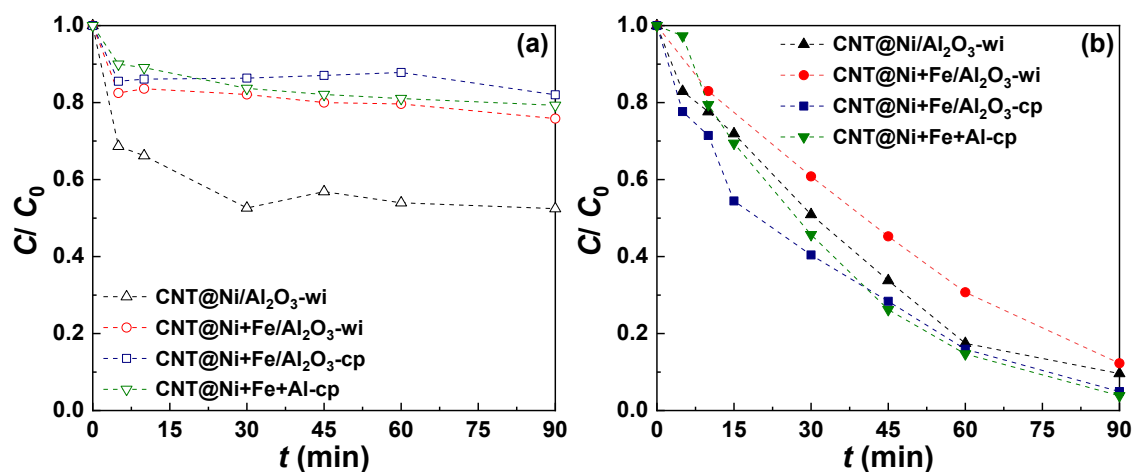 (a)
C/ C₀
1.0
0.8
0.6
0.4
0.2
0.0
CNT@Ni/Al₂O₃-wi
CNT@Ni+Fe/Al₂O₃-wi
CNT@Ni+Fe/Al₂O₃-cp
CNT@Ni+Fe+Al-cp
0 15 30 45 60 75 90
t (min)
(b)
C/ C₀
1.0
0.8
0.6
0.4
0.2
0.0
CNT@Ni/Al₂O₃-wi
CNT@Ni+Fe/Al₂O₃-wi
CNT@Ni+Fe/Al₂O₃-cp
CNT@Ni+Fe+Al-cp
0 15 30 45 60 75 90
t (min)